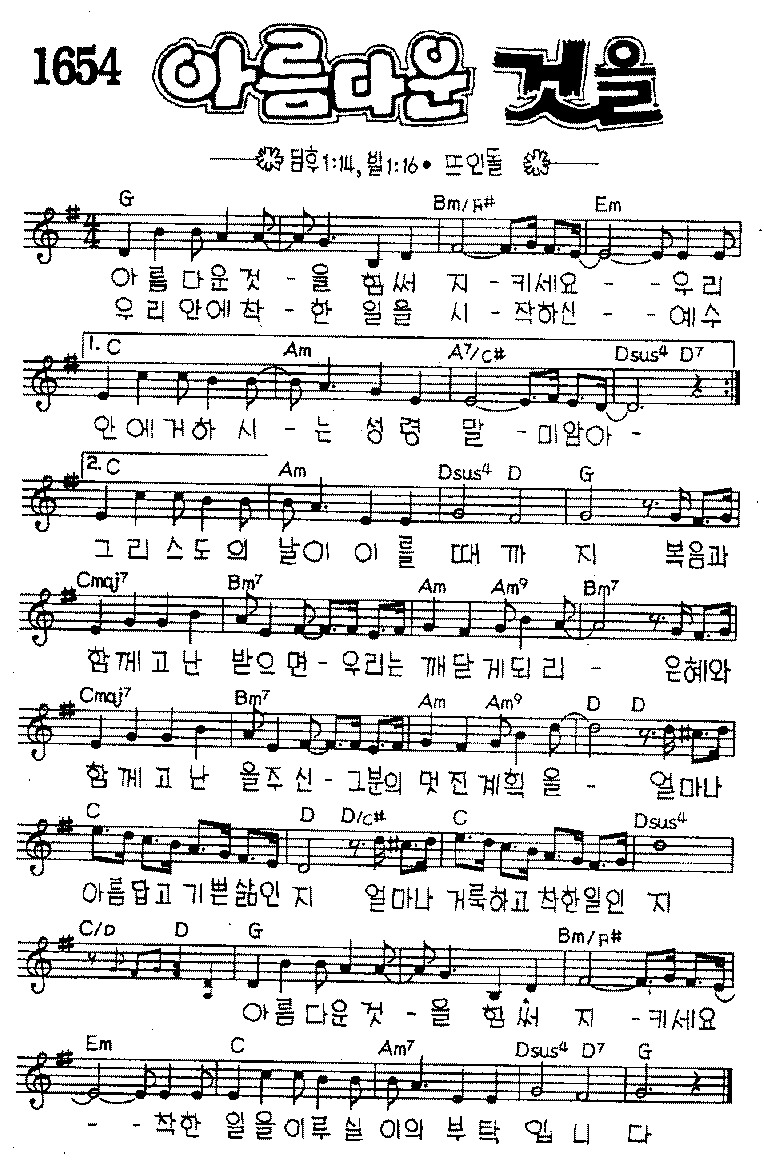 1654 아름다운 것을
딤후1:14, 빌1:16• 뜨인돌
G Bm/F# Em
4 4
아 름 다 운 것 - 을 힘 써 지 - 키 세 요 - - 우 리
우 리 안 에 착 - 한 일 을 시 - 작 하 신 - - 예 수
1. C Am A7/C# Dsus4 D7
안 에 거 하 시 - 는 성 령 말 - 미 암 아 -
2. C Am Dsus4 D G
그 리 스 도 의 날 이 이 를 때 까 지 복 음 과
Cmaj7 Bm7 Am Am9 Bm7
함 께 고 난 받 으 면 - 우 리 는 깨 닫 게 되 리 - 은 혜 와
Cmaj7 Bm7 Am Am9 D D
함 께 고 난 을 주 신 - 그 분 의 멋 진 계 획 을 - 얼 마 나
C D D/C# C Dsus4
아 름 답 고 기 쁜 삶 인 지 얼 마 나 거 룩 하 고 착 한 일 인 지
C/D D G Bm/F#
아 름 다 운 것 - 을 힘 써 지 - 키 세 요
Em C Am7 Dsus4 D7 G
- - 착 한 일 을 이 루 실 이 의 부 탁 입 니 다